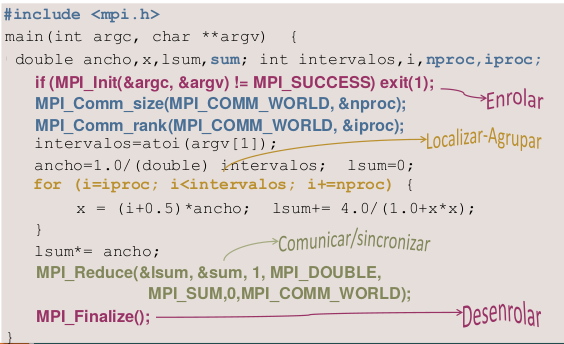 #include <mpi.h>
main(int argc, char **argv) {
double ancho,x,lsum,sum; int intervalos,i,nproc,iproc;
if (MPI_Init(&argc, &argv) != MPI_SUCCESS) exit(1);
Enrolar
MPI_Comm_size(MPI_COMM_WORLD, &nproc);
MPI_Comm_rank(MPI_COMM_WORLD, &iproc);
intervalos=atoi(argv[1]);
Localizar-Agrupar
ancho=1.0/(double) intervalos; lsum=0;
for (i=iproc; i<intervalos; i+=nproc) {
x = (i+0.5)*ancho; lsum+= 4.0/(1.0+x*x);
}
lsum*= ancho;
Comunicar/sincronizar
MPI_Reduce(&lsum, &sum, 1, MPI_DOUBLE,
MPI_SUM,0,MPI_COMM_WORLD);
MPI_Finalize();
Desenrolar
}